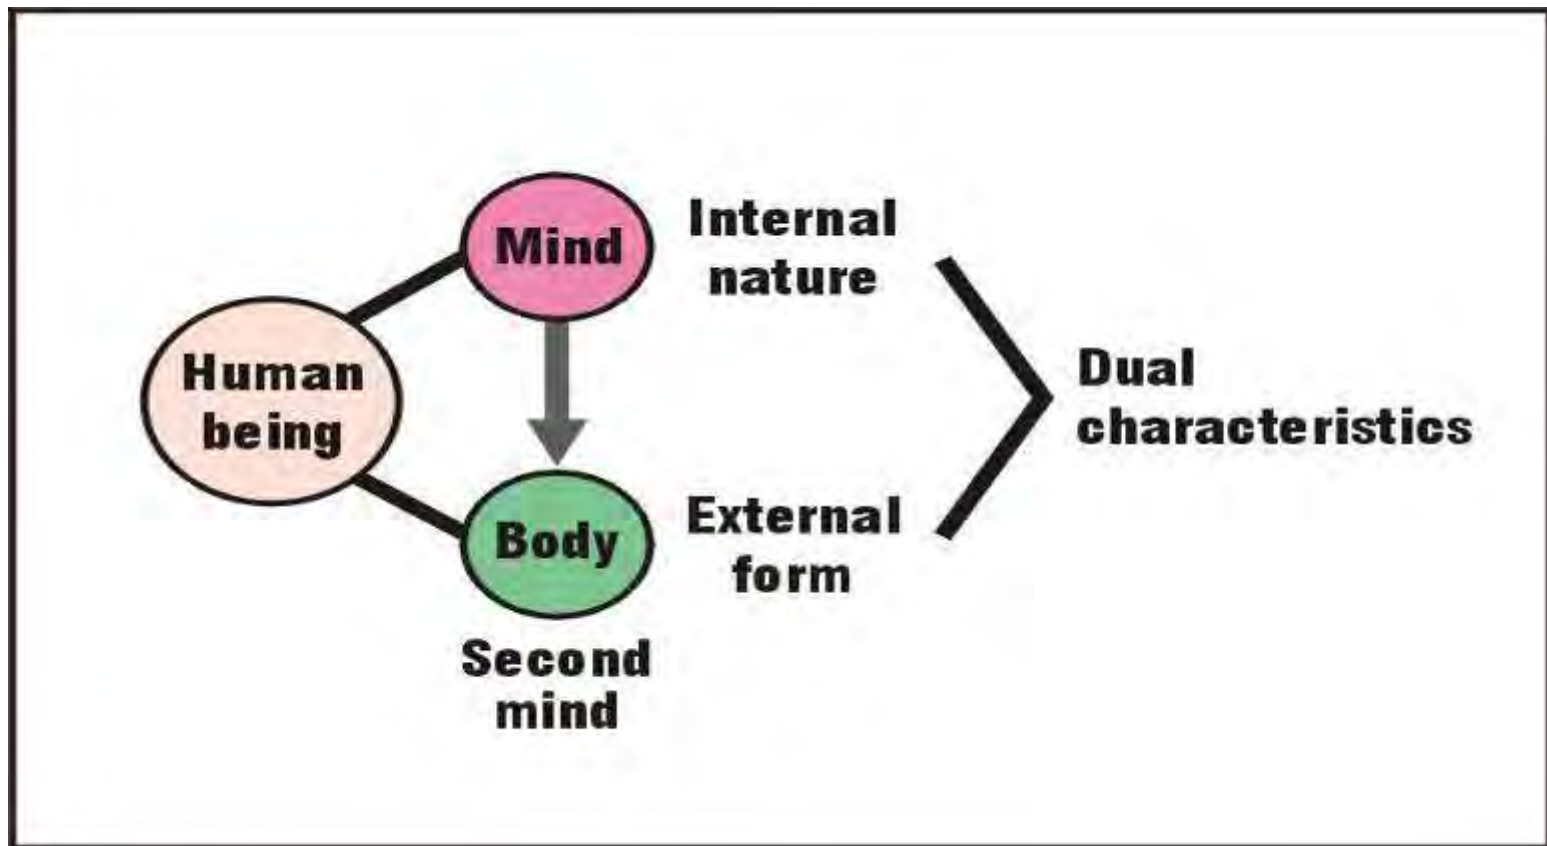 Mind
Internal
nature
Human
being
Dual
characteristics
Body
External
form
Second
mind